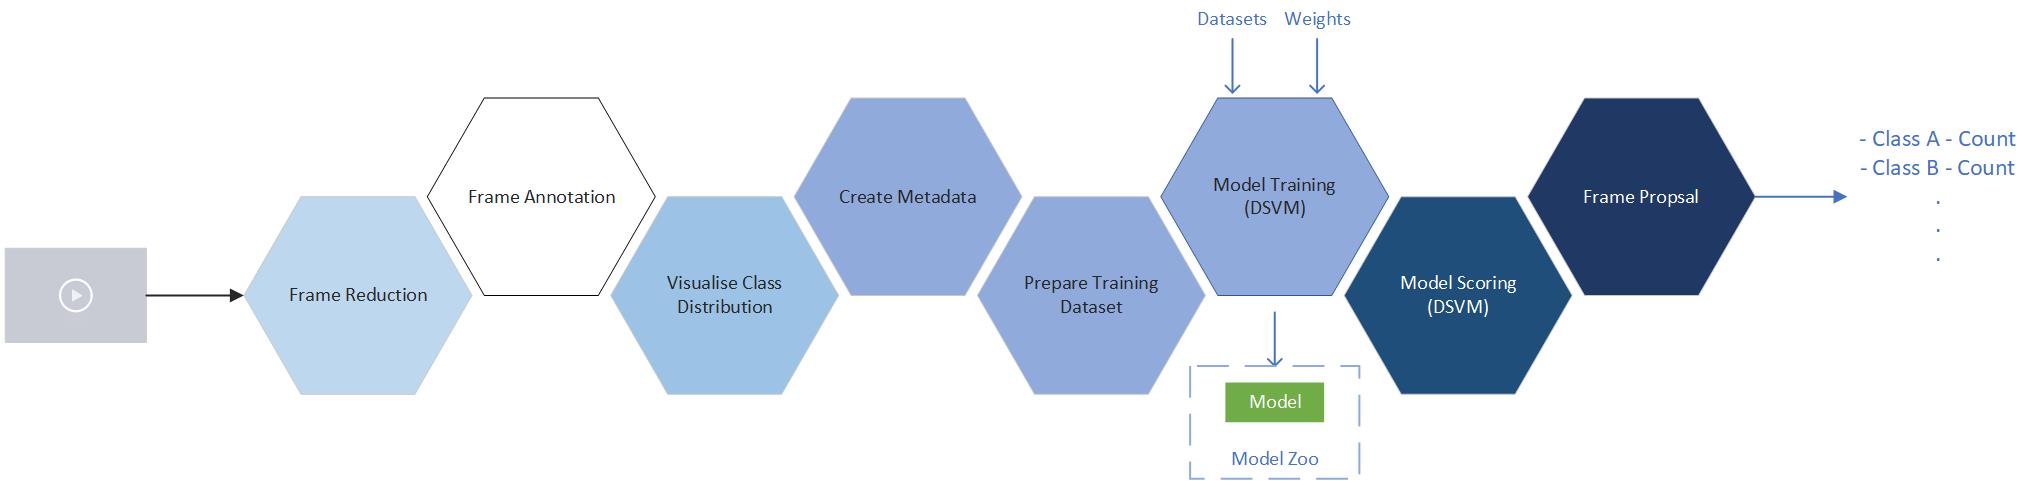 Datasets Weights
Frame Reduction
Frame Annotation
Visualise Class
Distribution
Create Metadata
Prepare Training
Dataset
Model Training
(DSVM)
Model
Model Zoo
Model Scoring
(DSVM)
Frame Propsal
- Class A - Count
- Class B - Count
.
.
.